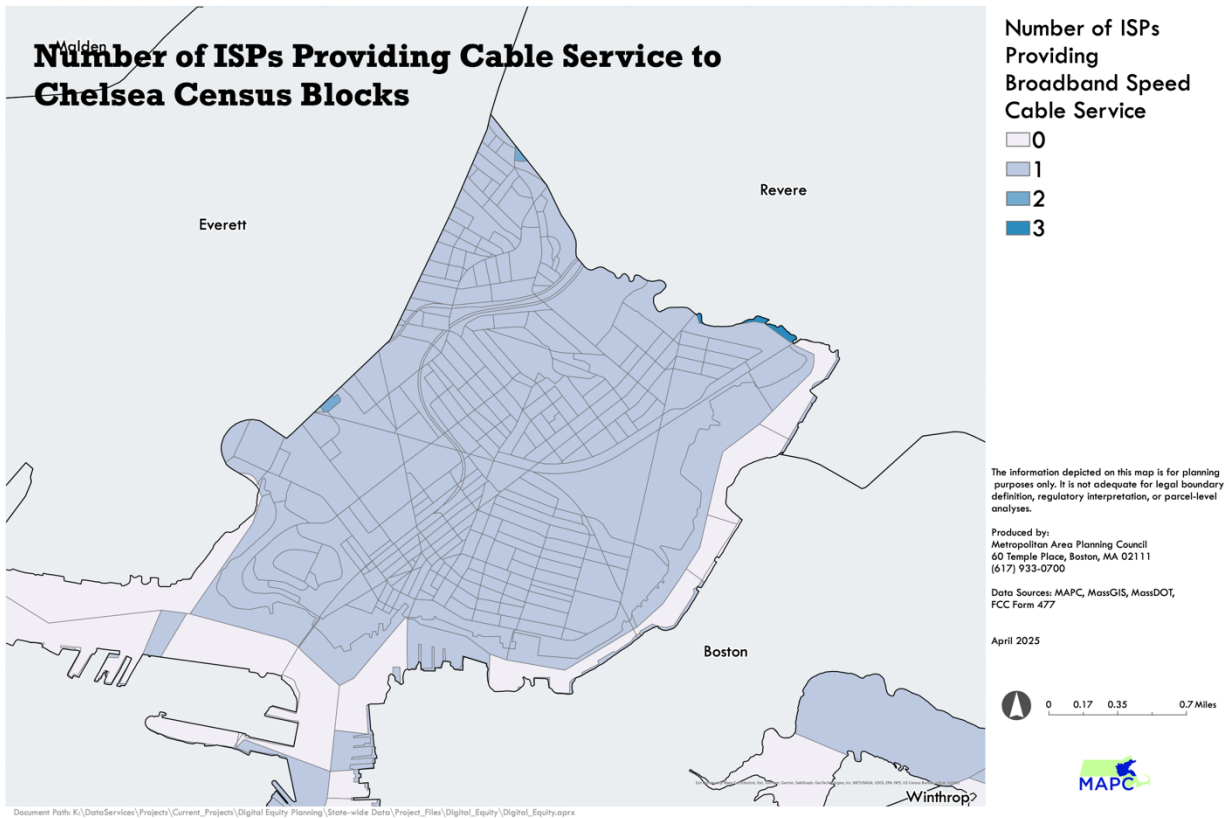 Malden
Number of ISPs Providing Cable Service to
Chelsea Census Blocks
Everett
Revere
Boston
Winthrop
Number of ISPs
Providing
Broadband Speed
Cable Service
0
1
2
3
The information depicted on this map is for planning
purposes only. It is not adequate for legal boundary
definition, regulatory interpretation, or parcel-level
analyses.
Produced by:
Metropolitan Area Planning Council
60 Temple Place, Boston, MA 02111
(617) 933-0700
Data Sources: MAPC, MassGIS, MassDOT,
FCC Form 477
April 2025
0 0.17 0.35 0.7 Miles
MAPC
Document Path: K:\DataServices\Projects\Current_Projects\Digital Equity Planning\State-wide Data\Project_Files\Digital_Equity\Digital_Equity.aprx